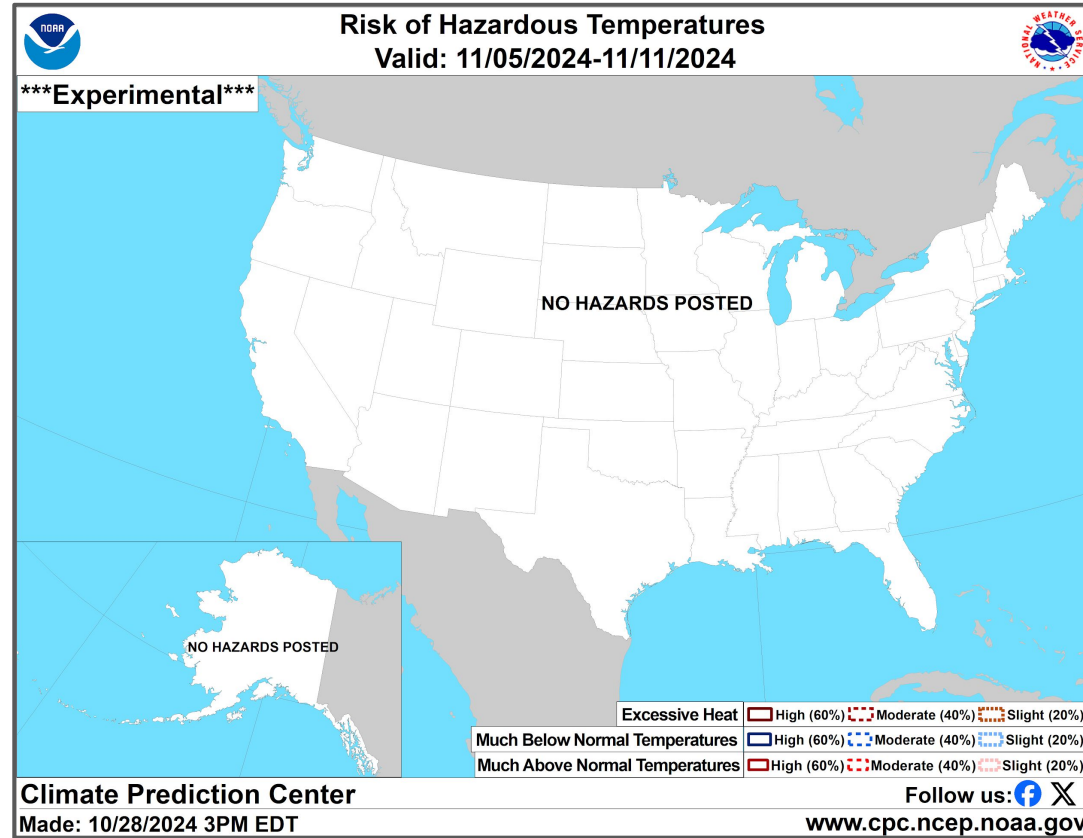 NOAA
Risk of Hazardous Temperatures
Valid: 11/05/2024-11/11/2024
NATIONAL WEATHER SERVICE
***Experimental***
NO HAZARDS POSTED
NO HAZARDS POSTED
Excessive Heat High (60%) Moderate (40%) Slight (20%)
Much Below Normal Temperatures High (60%) Moderate (40%) Slight (20%)
Much Above Normal Temperatures High (60%) Moderate (40%) Slight (20%)
Climate Prediction Center
Follow us:
Made: 10/28/2024 3PM EDT
www.cpc.ncep.noaa.gov